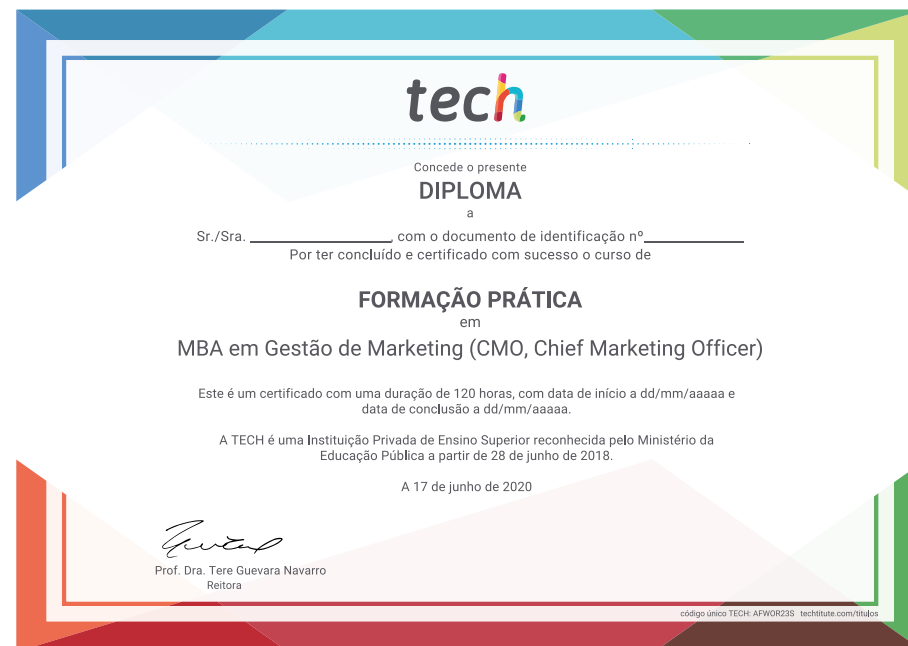 tech
Concede o presente
DIPLOMA
a
Sr./Sra. ________________, com o documento de identificação nº___________
Por ter concluído e certificado com sucesso o curso de
FORMAÇÃO PRÁTICA
em
MBA em Gestão de Marketing (CMO, Chief Marketing Officer)
Este é um certificado com uma duração de 120 horas, com data de início a dd/mm/aaaaa e
data de conclusão a dd/mm/aaaaa.
A TECH é uma Instituição Privada de Ensino Superior reconhecida pelo Ministério da
Educação Pública a partir de 28 de junho de 2018.
A 17 de junho de 2020
Prof. Dra. Tere Guevara Navarro
Reitora
código único TECH: AFWOR23S techtitute.com/titulos